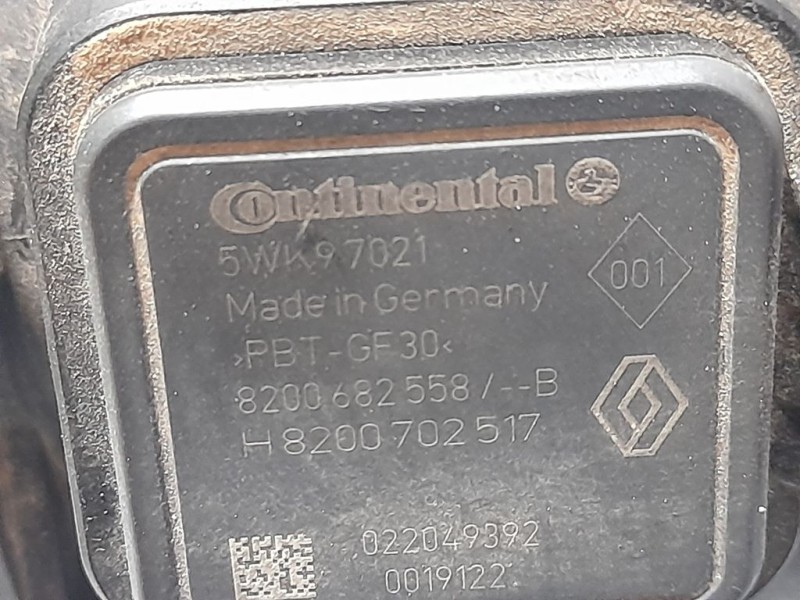 Continental
5WK9 7021
001
Made in Germany
›PBT-GF30‹
8200 682 558 / --B
H 8200 702 517
022049392
0019122